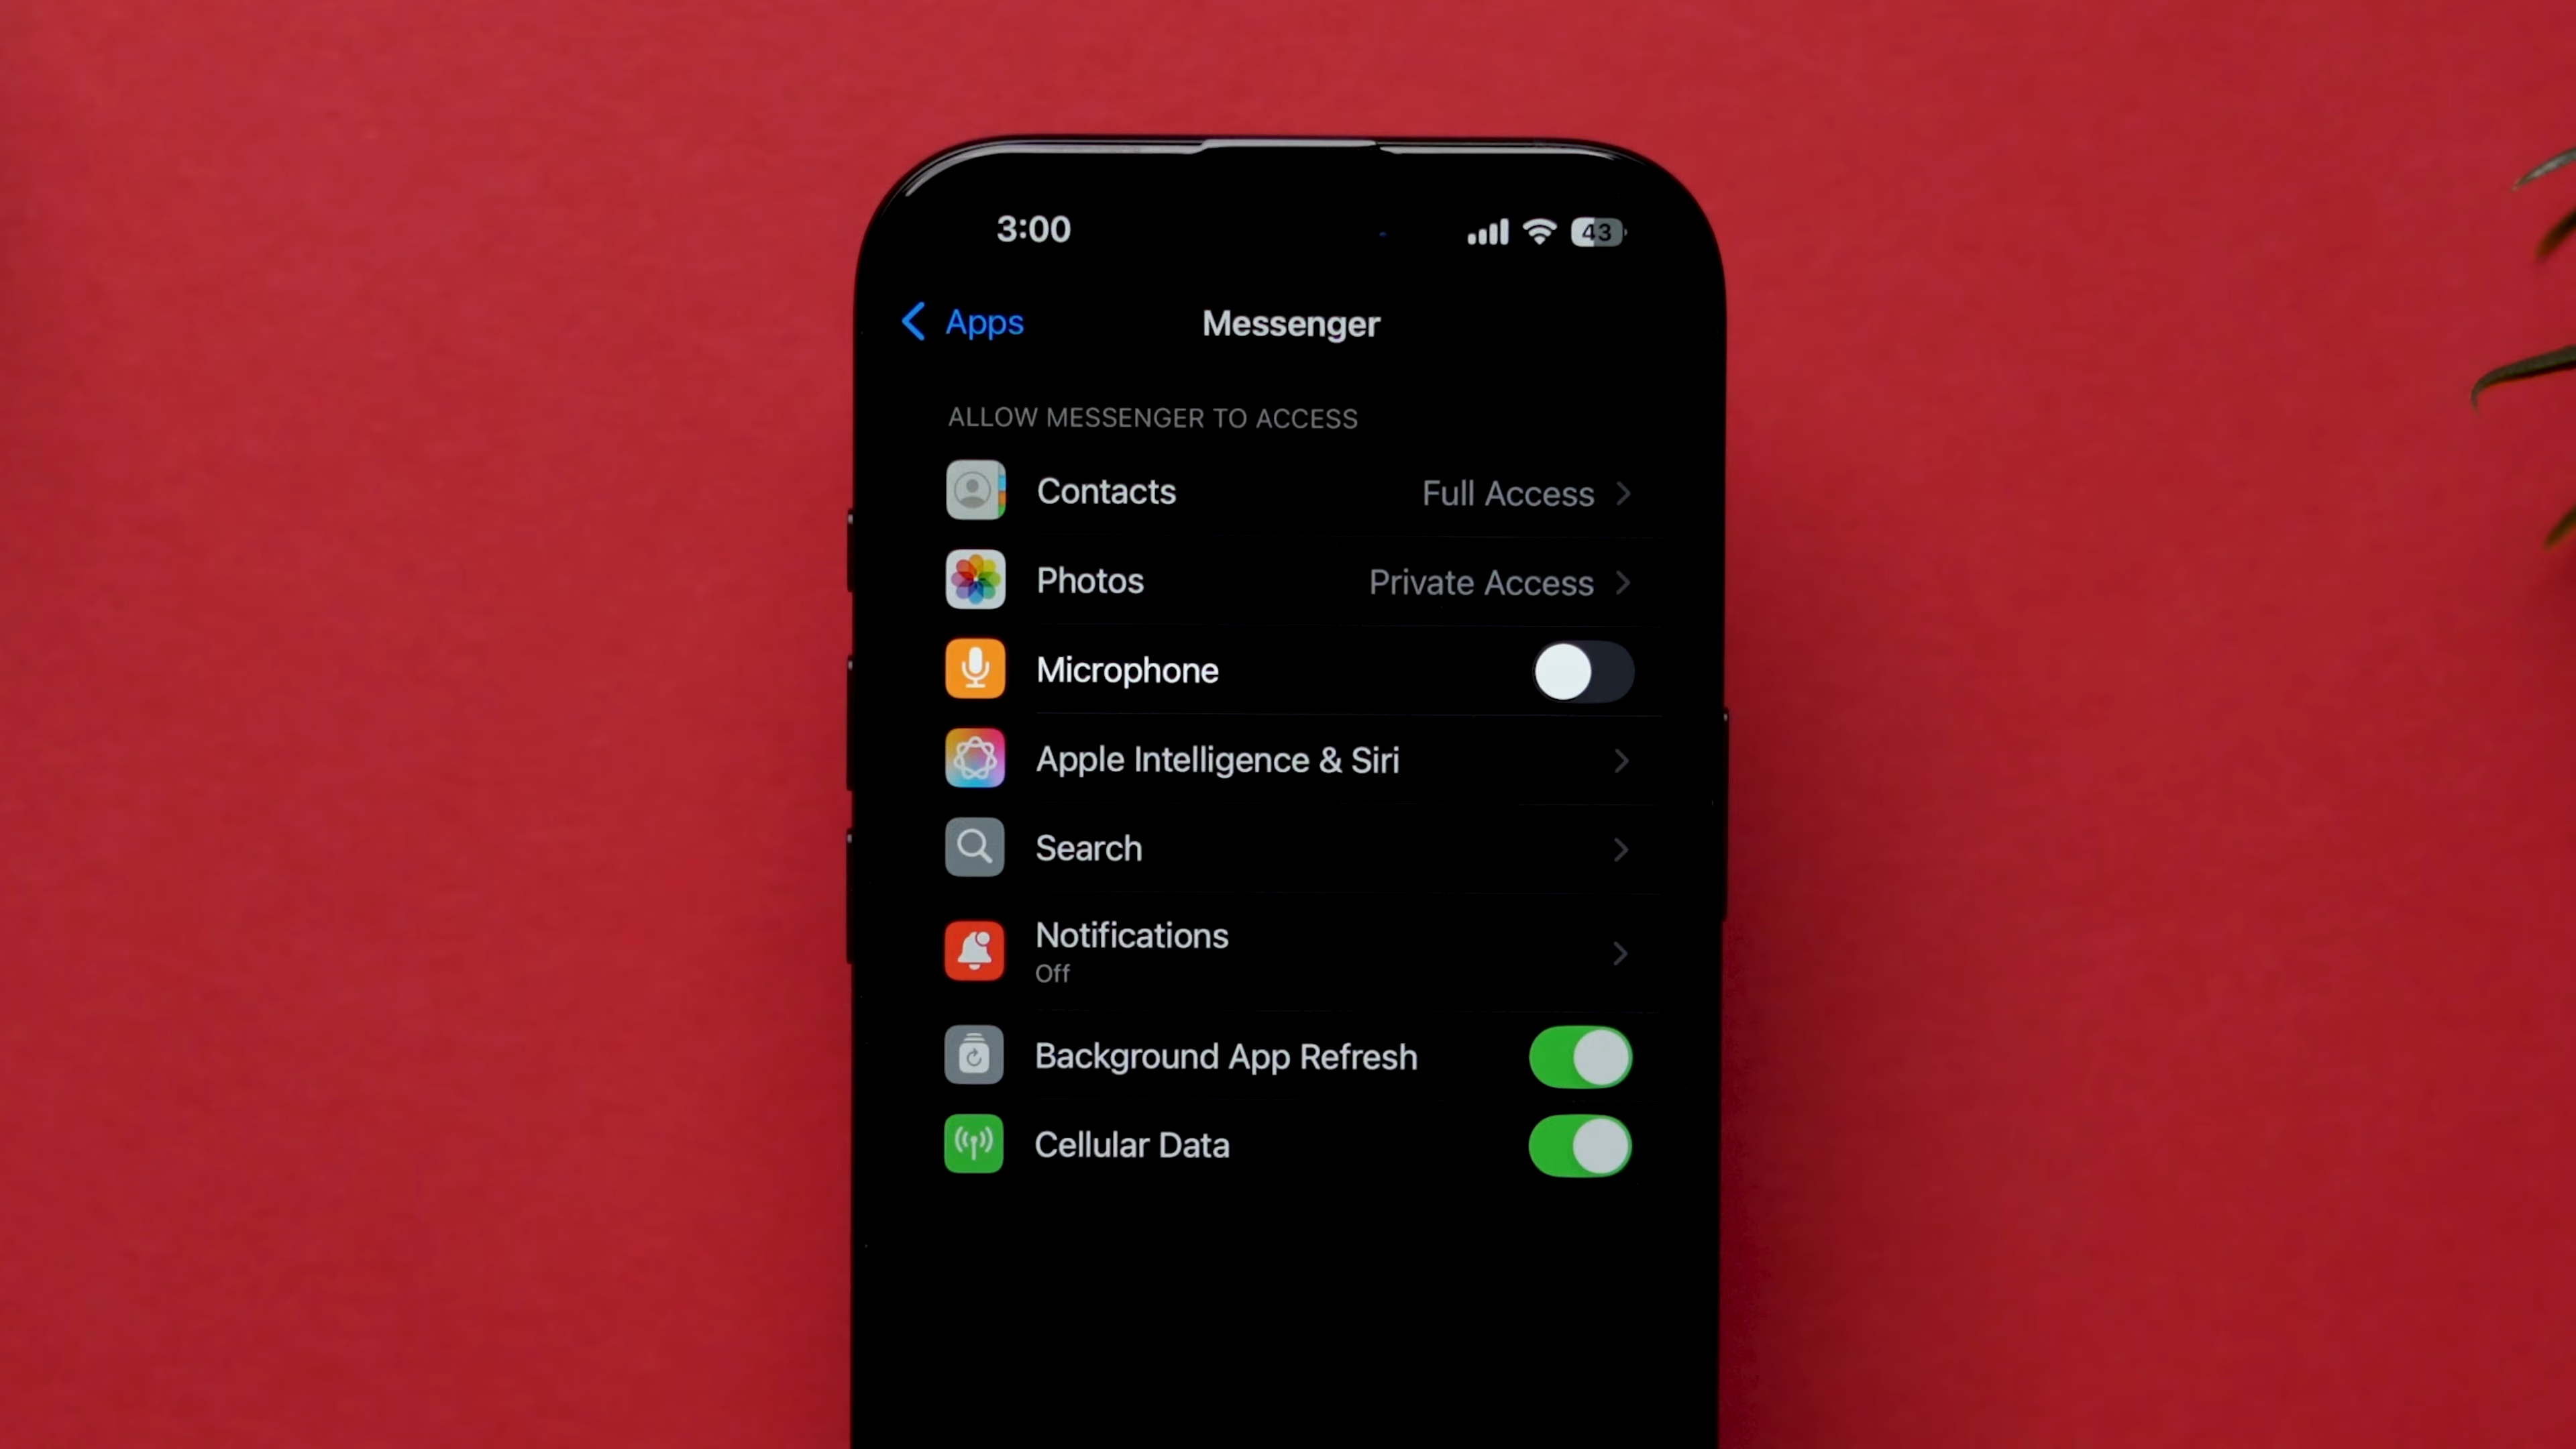 3:00
43
Apps
Messenger
ALLOW MESSENGER TO ACCESS
Contacts
Full Access
Photos
Private Access
Microphone
Apple Intelligence & Siri
Search
Notifications
Off
Background App Refresh
Cellular Data